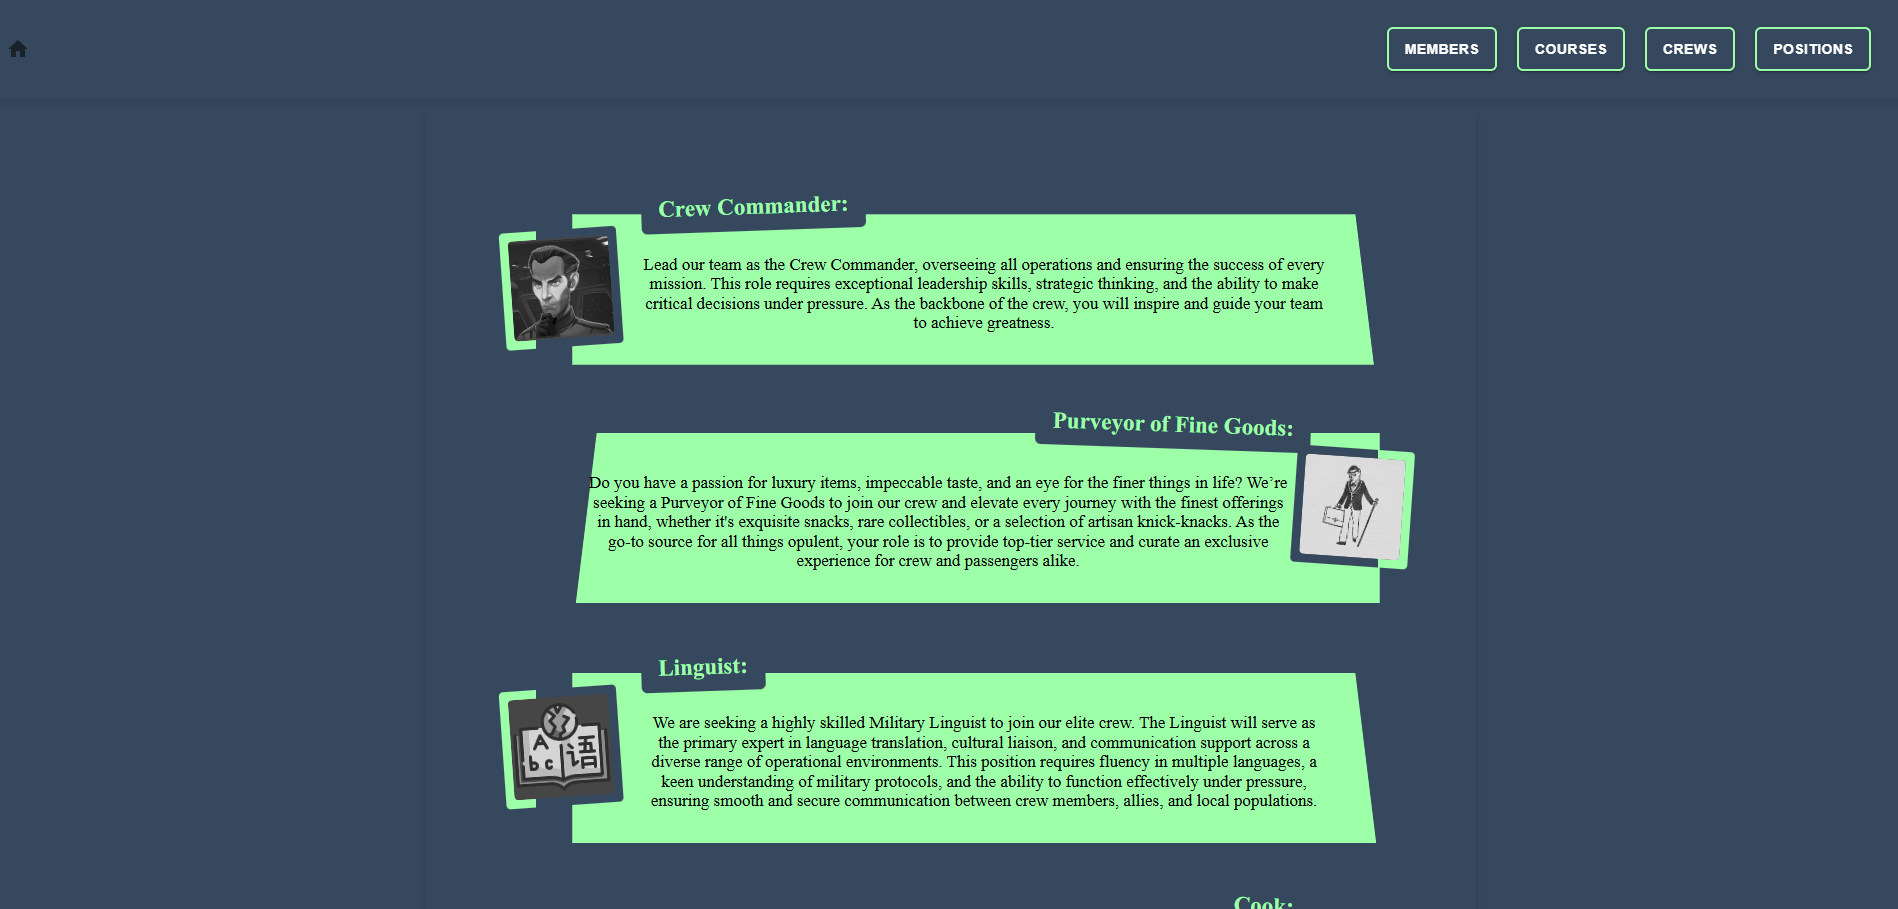 MEMBERS
COURSES
CREWS
POSITIONS
Crew Commander:
Lead our team as the Crew Commander, overseeing all operations and ensuring the success of every
mission. This role requires exceptional leadership skills, strategic thinking, and the ability to make
critical decisions under pressure. As the backbone of the crew, you will inspire and guide your team
to achieve greatness.
Purveyor of Fine Goods:
Do you have a passion for luxury items, impeccable taste, and an eye for the finer things in life? We’re
seeking a Purveyor of Fine Goods to join our crew and elevate every journey with the finest offerings
in hand, whether it's exquisite snacks, rare collectibles, or a selection of artisan knick-knacks. As the
go-to source for all things opulent, your role is to provide top-tier service and curate an exclusive
experience for crew and passengers alike.
Linguist:
A
bc
语
We are seeking a highly skilled Military Linguist to join our elite crew. The Linguist will serve as
the primary expert in language translation, cultural liaison, and communication support across a
diverse range of operational environments. This position requires fluency in multiple languages, a
keen understanding of military protocols, and the ability to function effectively under pressure,
ensuring smooth and secure communication between crew members, allies, and local populations.
Cook: